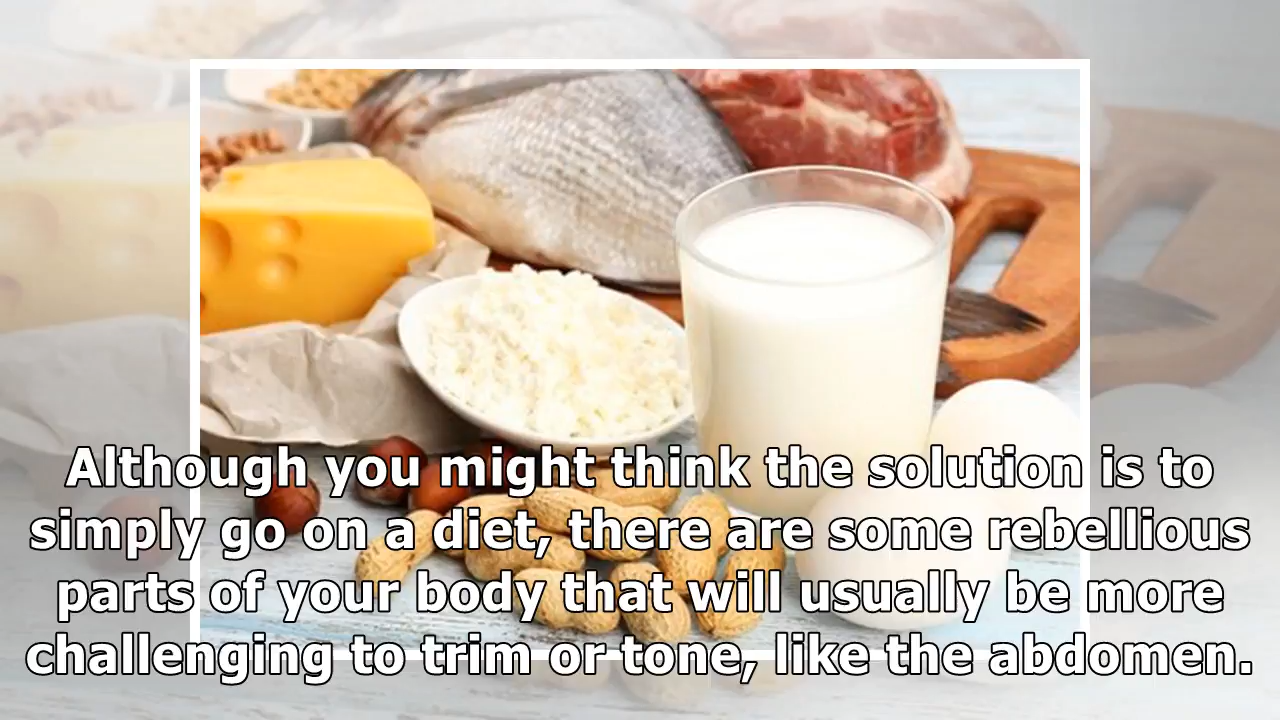 Although you might think the solution is to
simply go on a diet, there are some rebellious
parts of your body that will usually be more
challenging to trim or tone, like the abdomen.